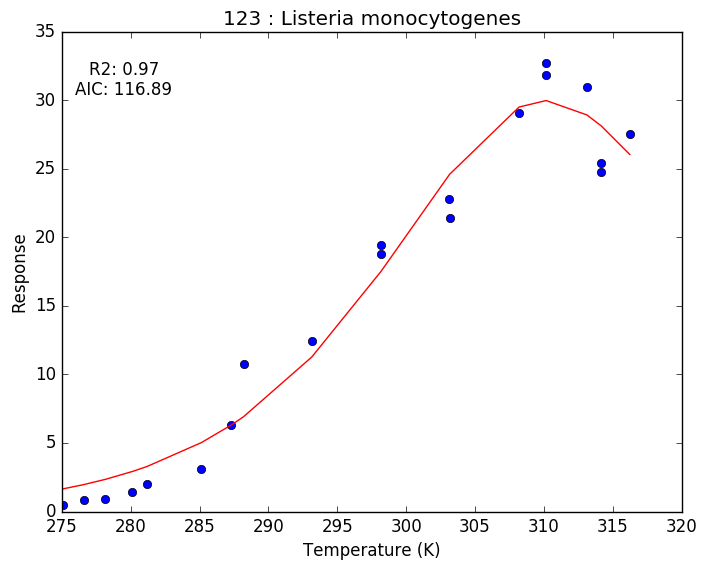 123 : Listeria monocytogenes
R2: 0.97
AIC: 116.89
35
30
25
20
15
10
5
0
Response
275 280 285 290 295 300 305 310 315 320
Temperature (K)